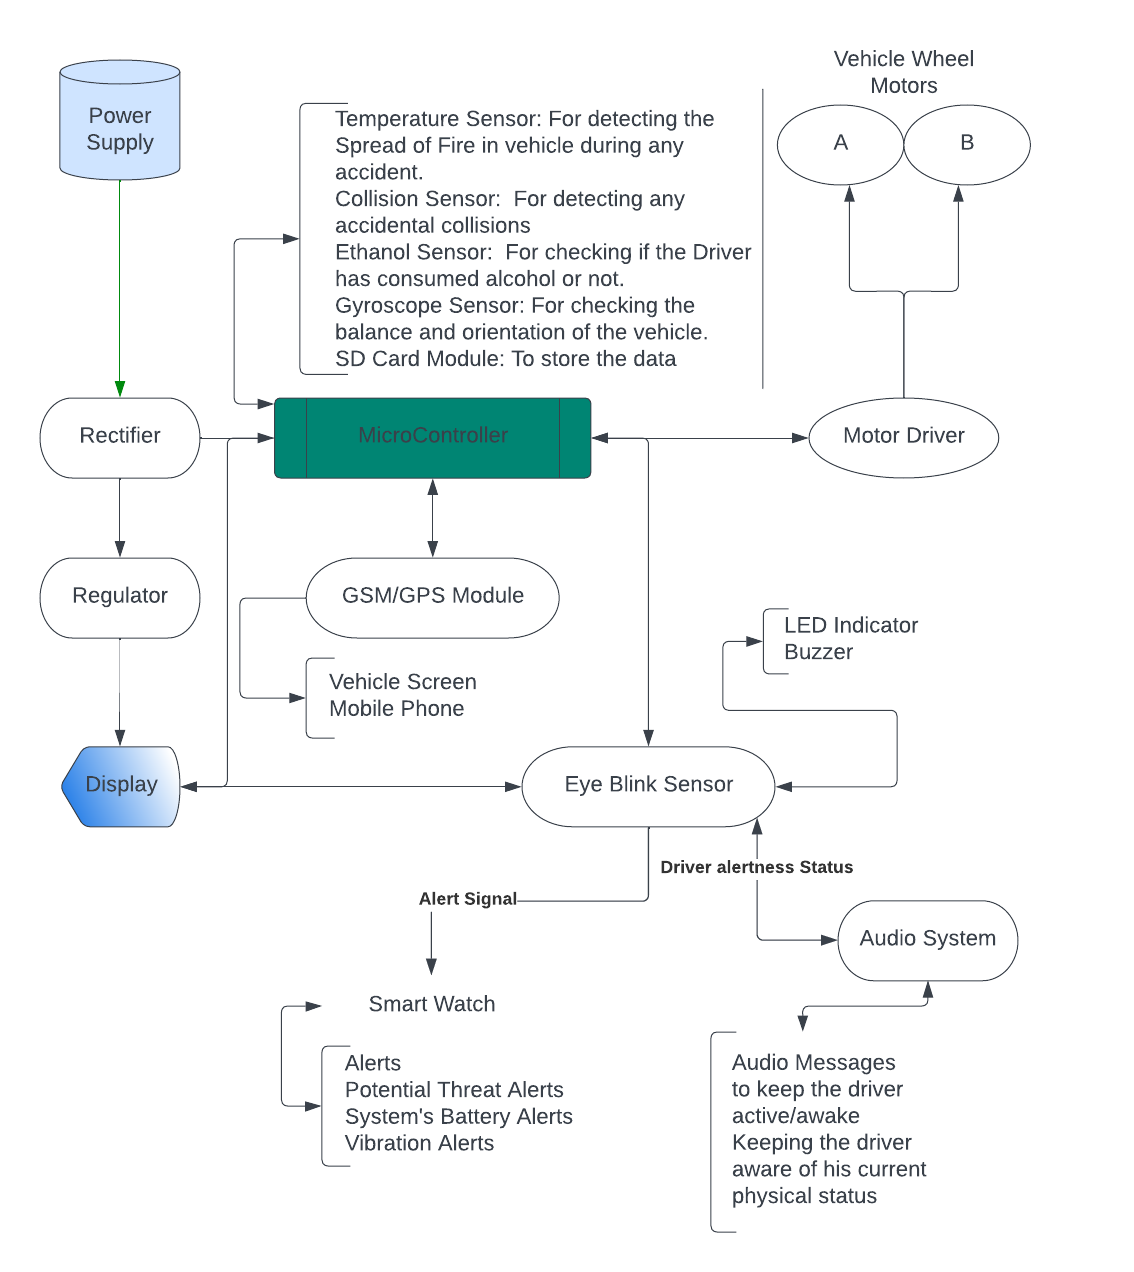 Vehicle Wheel
Motors
Power
Supply
Temperature Sensor: For detecting the
Spread of Fire in vehicle during any
accident.
Collision Sensor:  For detecting any
accidental collisions
Ethanol Sensor:  For checking if the Driver
has consumed alcohol or not.
Gyroscope Sensor: For checking the
balance and orientation of the vehicle.
SD Card Module: To store the data
A
B
Rectifier
MicroController
Motor Driver
Regulator
GSM/GPS Module
LED Indicator
Buzzer
Vehicle Screen
Mobile Phone
Display
Eye Blink Sensor
Driver alertness Status
Alert Signal
Audio System
Smart Watch
Alerts
Potential Threat Alerts
System's Battery Alerts
Vibration Alerts
Audio Messages
to keep the driver
active/awake
Keeping the driver
aware of his current
physical status